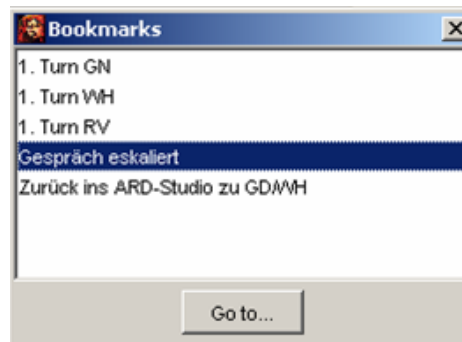 Bookmarks
1. Turn GN
1. Turn WH
1. Turn RV
Gespräch eskaliert
Zurück ins ARD-Studio zu GD/WH
Go to...